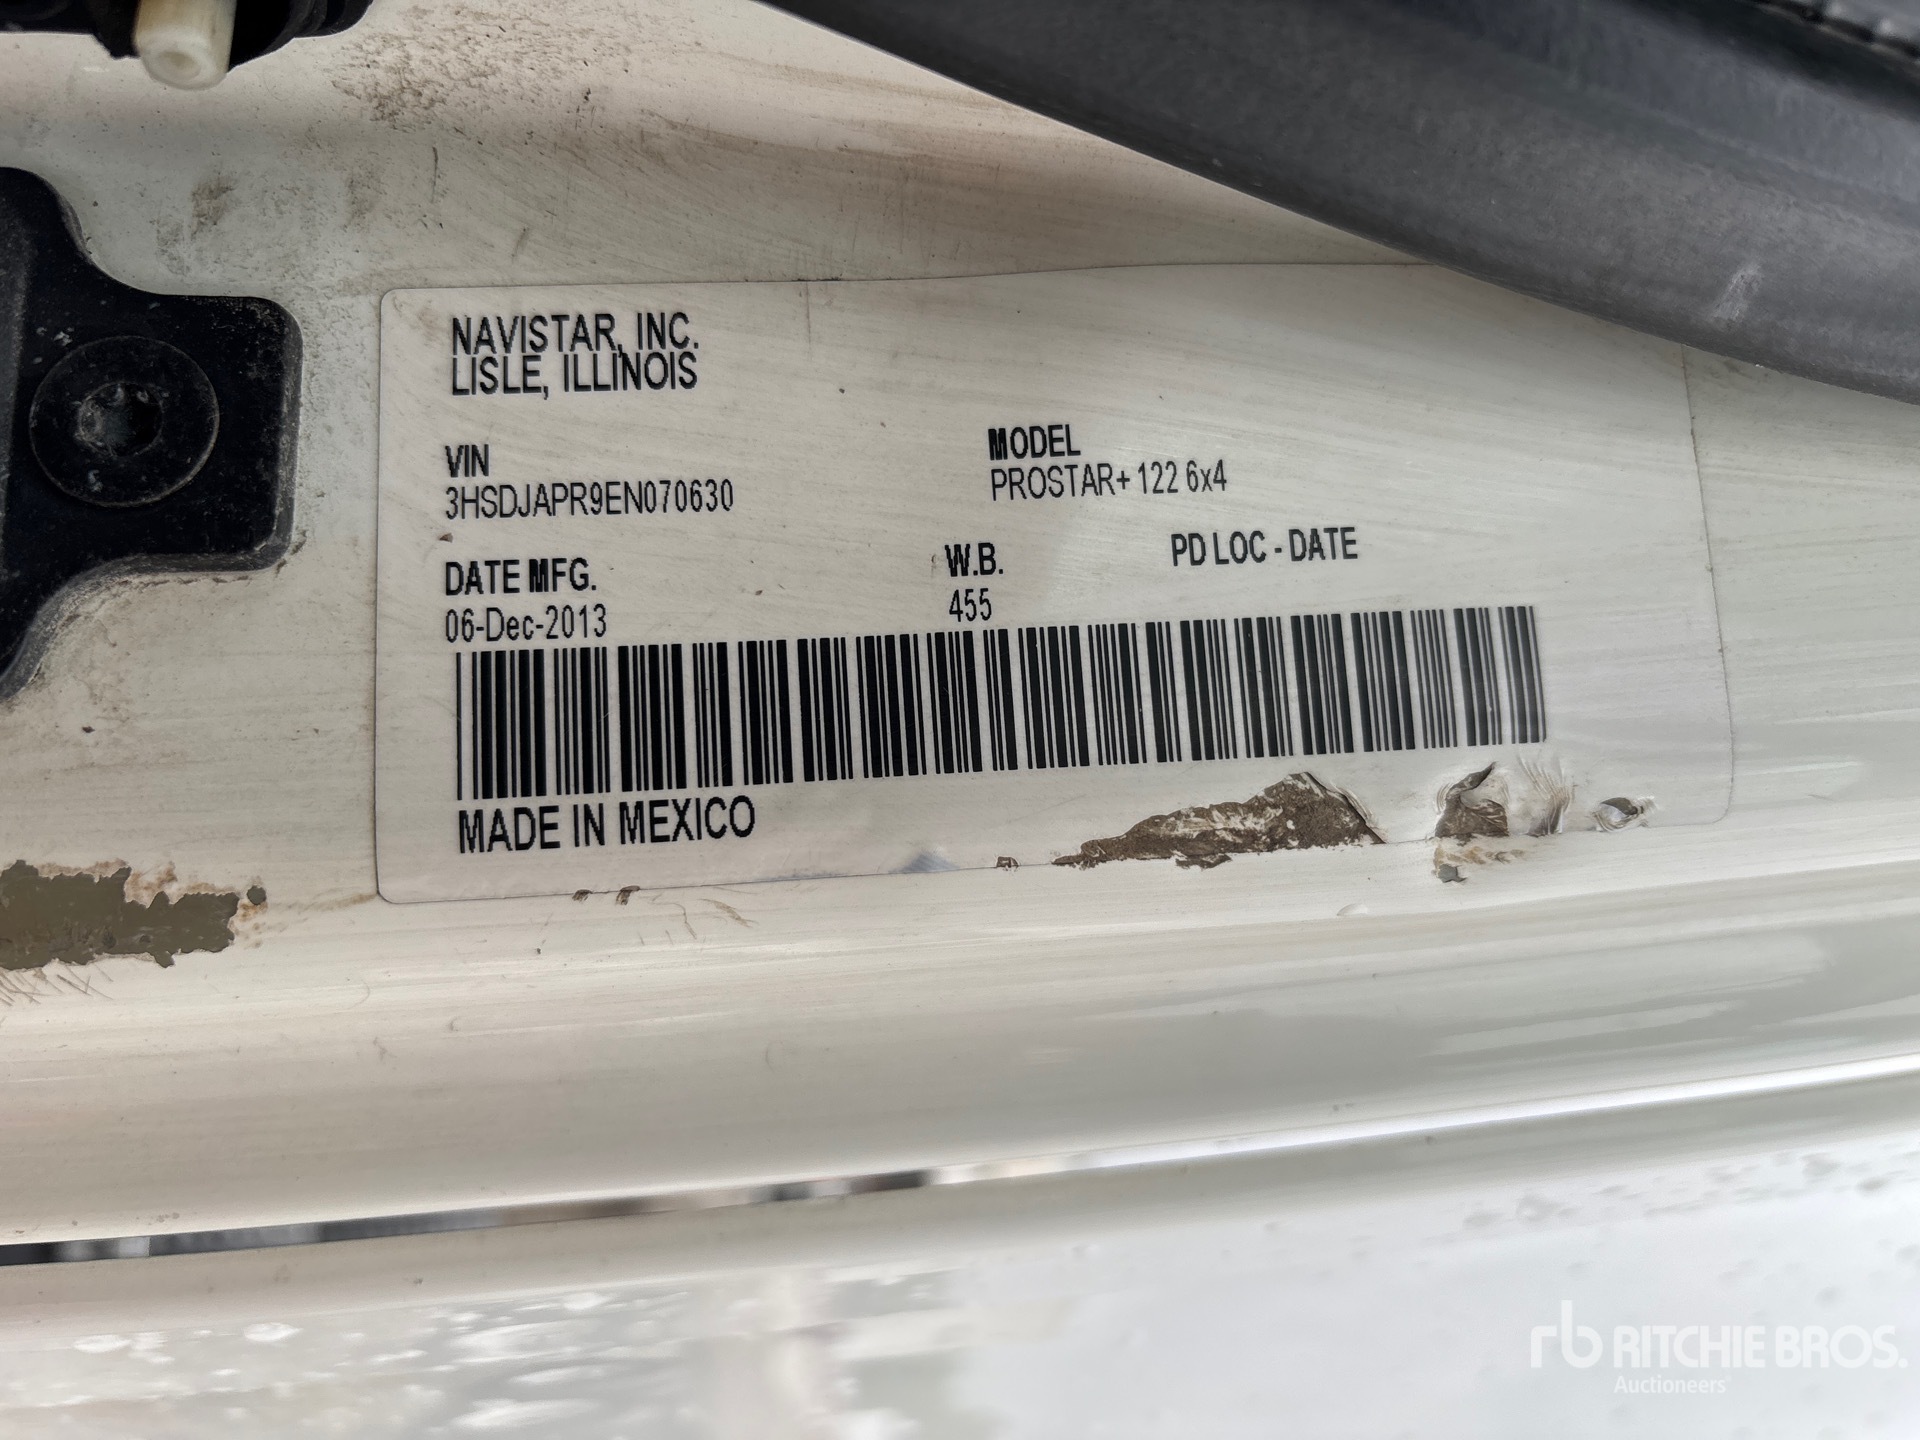 NAVISTAR, INC.
LISLE, ILLINOIS
VIN
3HSDJAPR9EN070630
MODEL
PROSTAR+ 122 6x4
DATE MFG.
06-Dec-2013
W.B.
455
PD LOC - DATE
MADE IN MEXICO
rb RITCHIE BROS.
Auctioneers